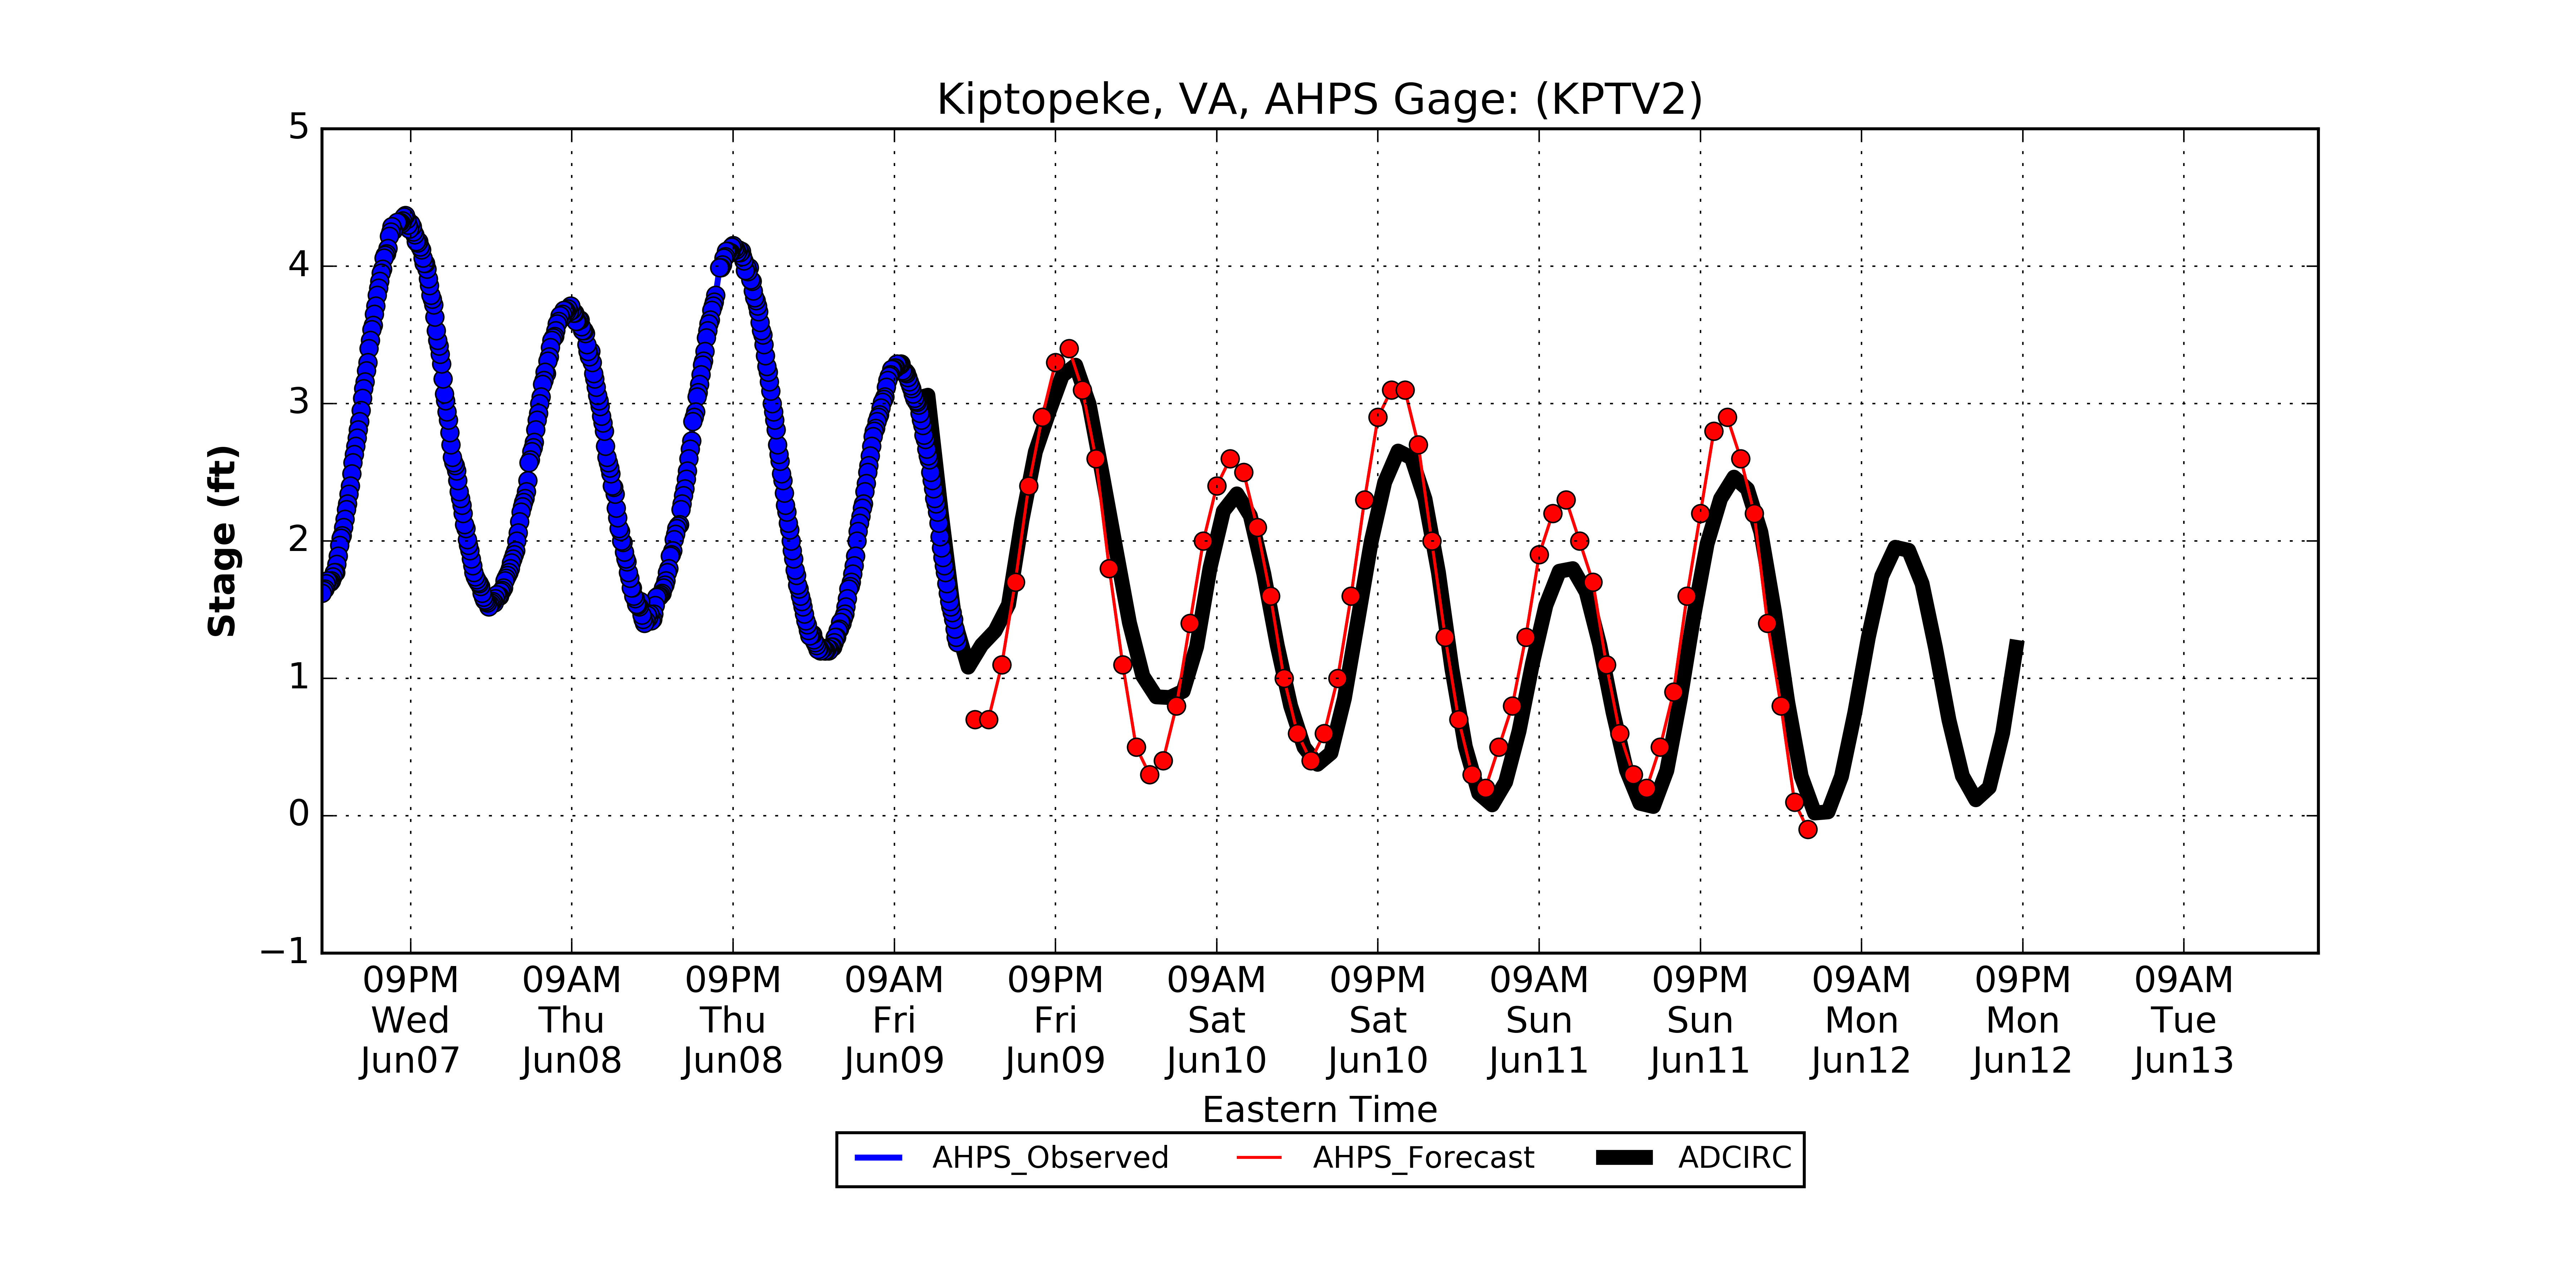 Kiptopeke, VA, AHPS Gage: (KPTV2)
5
4
3
2
1
0
−1
Stage (ft)
09PM 09AM 09PM 09AM 09PM 09AM 09PM 09AM 09PM 09AM 09PM 09AM
Wed Thu Thu Fri Fri Sat Sat Sun Sun Mon Mon Tue
Jun07 Jun08 Jun08 Jun09 Jun09 Jun10 Jun10 Jun11 Jun11 Jun12 Jun12 Jun13
Eastern Time
AHPS_Observed AHPS_Forecast ADCIRC